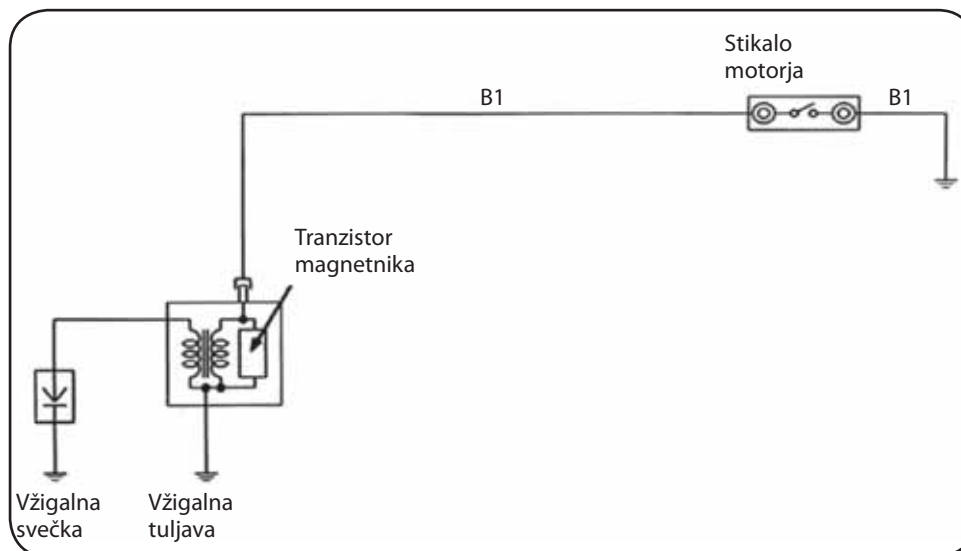 Stikalo
motorja
B1
B1
Tranzistor
magnetnika
Vžigalna
svečka
Vžigalna
tuljava